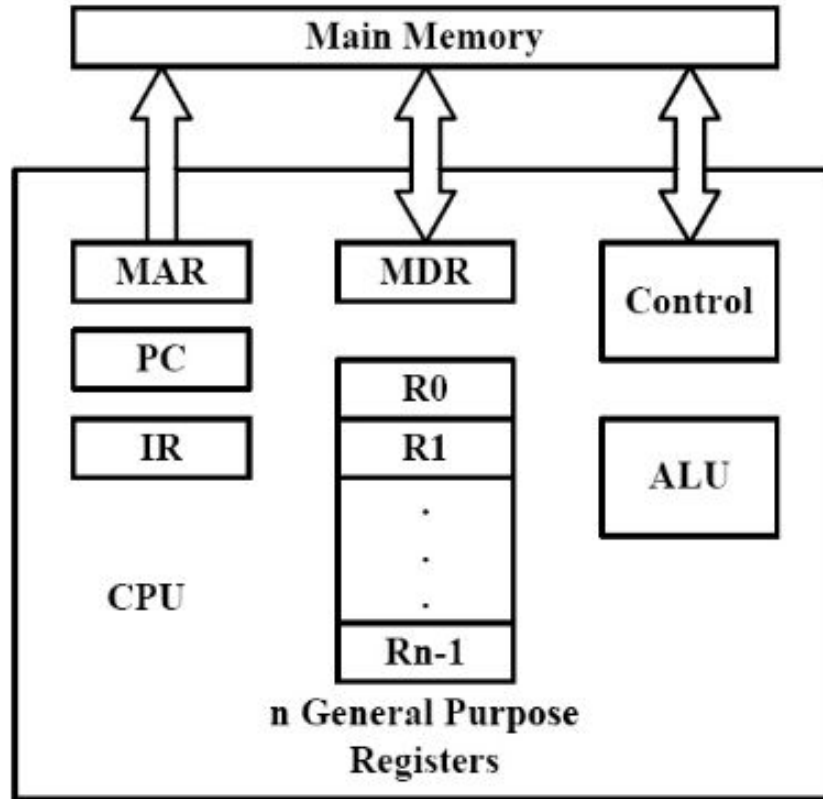 Main Memory
MAR
MDR
Control
PC
R0
IR
R1
ALU
.
.
.
CPU
Rn-1
n General Purpose
Registers